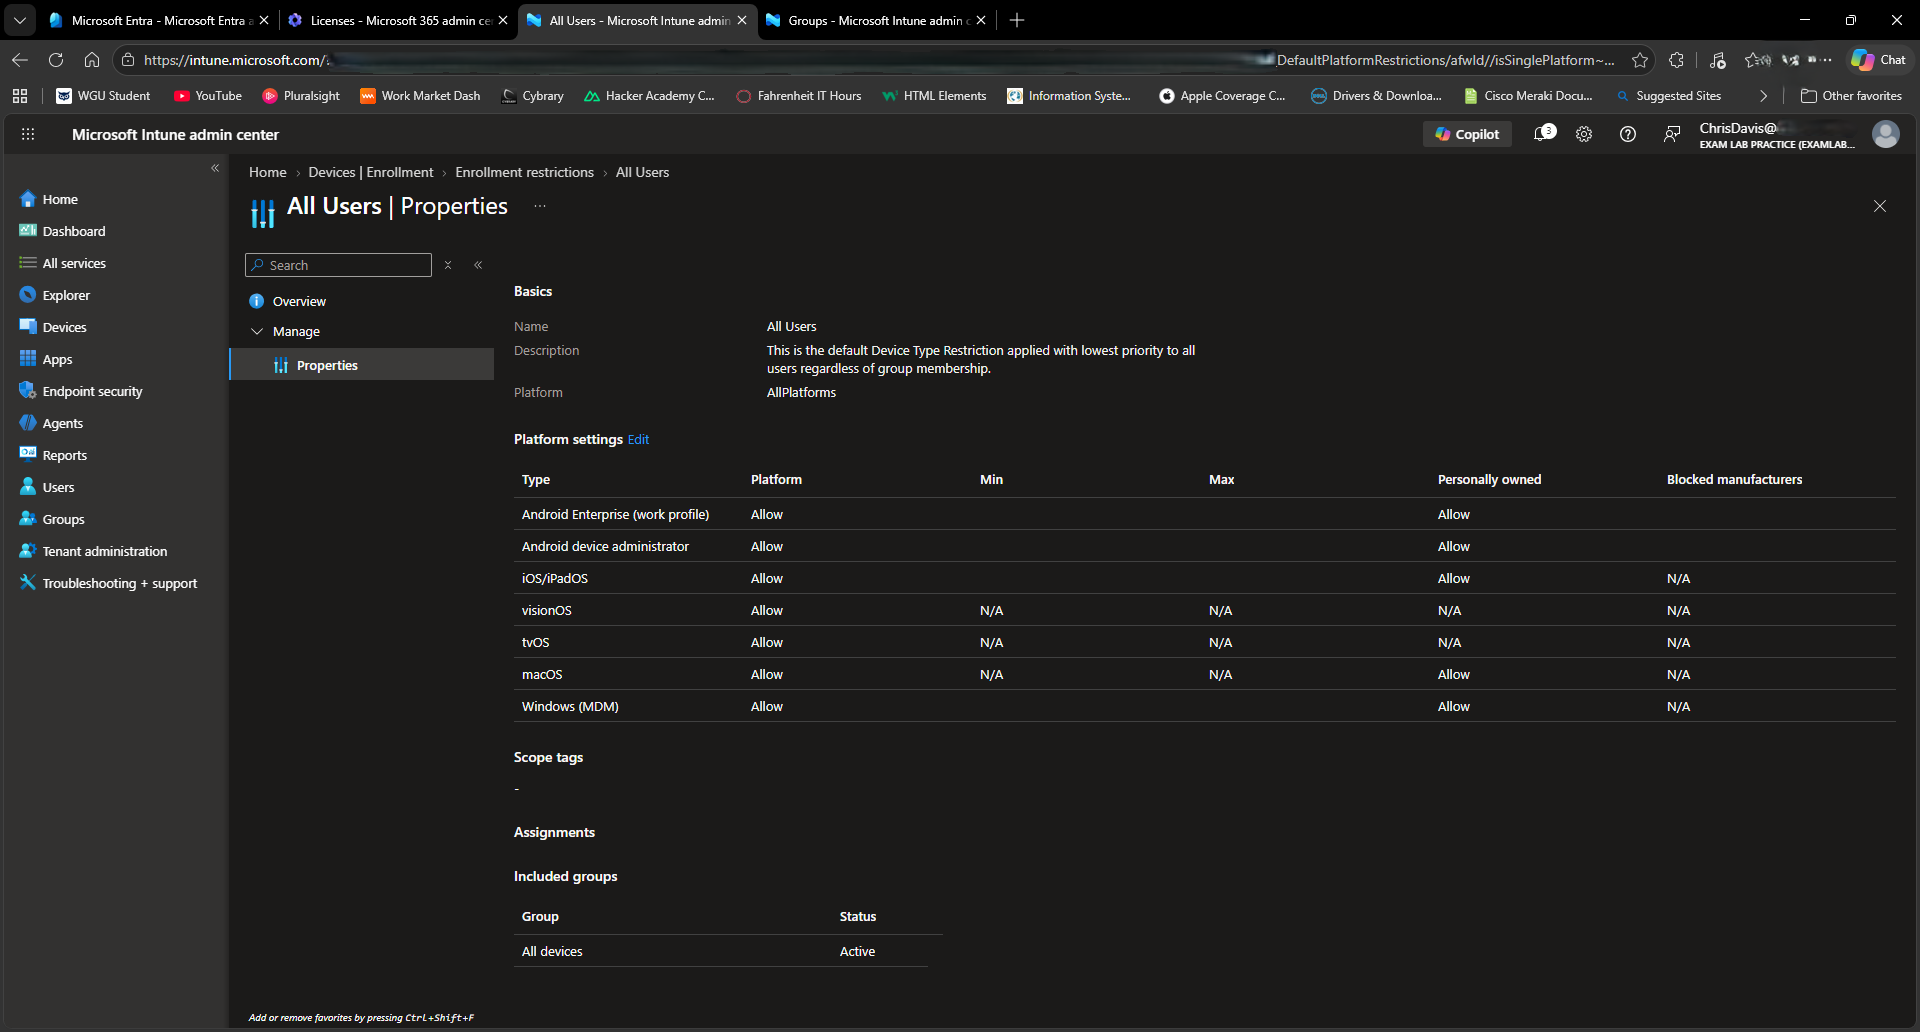 Microsoft Entra - Microsoft Entra a
Licenses - Microsoft 365 admin ce
All Users - Microsoft Intune admin
Groups - Microsoft Intune admin c
https://intune.microsoft.com/
DefaultPlatformRestrictions/afwId//isSinglePlatform~...
Chat
WGU Student
YouTube
Pluralsight
Work Market Dash
Cybrary
Hacker Academy C...
Fahrenheit IT Hours
HTML Elements
Information Syste...
Apple Coverage C...
Drivers & Downloa...
Cisco Meraki Docu...
Suggested Sites
Other favorites
Microsoft Intune admin center
Copilot
3
ChrisDavis@
EXAM LAB PRACTICE (EXAMLAB...
Home
Dashboard
All services
Explorer
Devices
Apps
Endpoint security
Agents
Reports
Users
Groups
Tenant administration
Troubleshooting + support
Home > Devices | Enrollment > Enrollment restrictions > All Users
All Users | Properties ...
Search
Overview
Manage
Properties
Basics
Name All Users
Description This is the default Device Type Restriction applied with lowest priority to all
users regardless of group membership.
Platform AllPlatforms
Platform settings Edit
Type Platform Min Max Personally owned Blocked manufacturers
Android Enterprise (work profile) Allow Allow
Android device administrator Allow Allow
iOS/iPadOS Allow Allow N/A
visionOS Allow N/A N/A N/A N/A
tvOS Allow N/A N/A N/A N/A
macOS Allow N/A N/A Allow N/A
Windows (MDM) Allow Allow N/A
Scope tags
-
Assignments
Included groups
Group Status
All devices Active
Add or remove favorites by pressing Ctrl+Shift+F